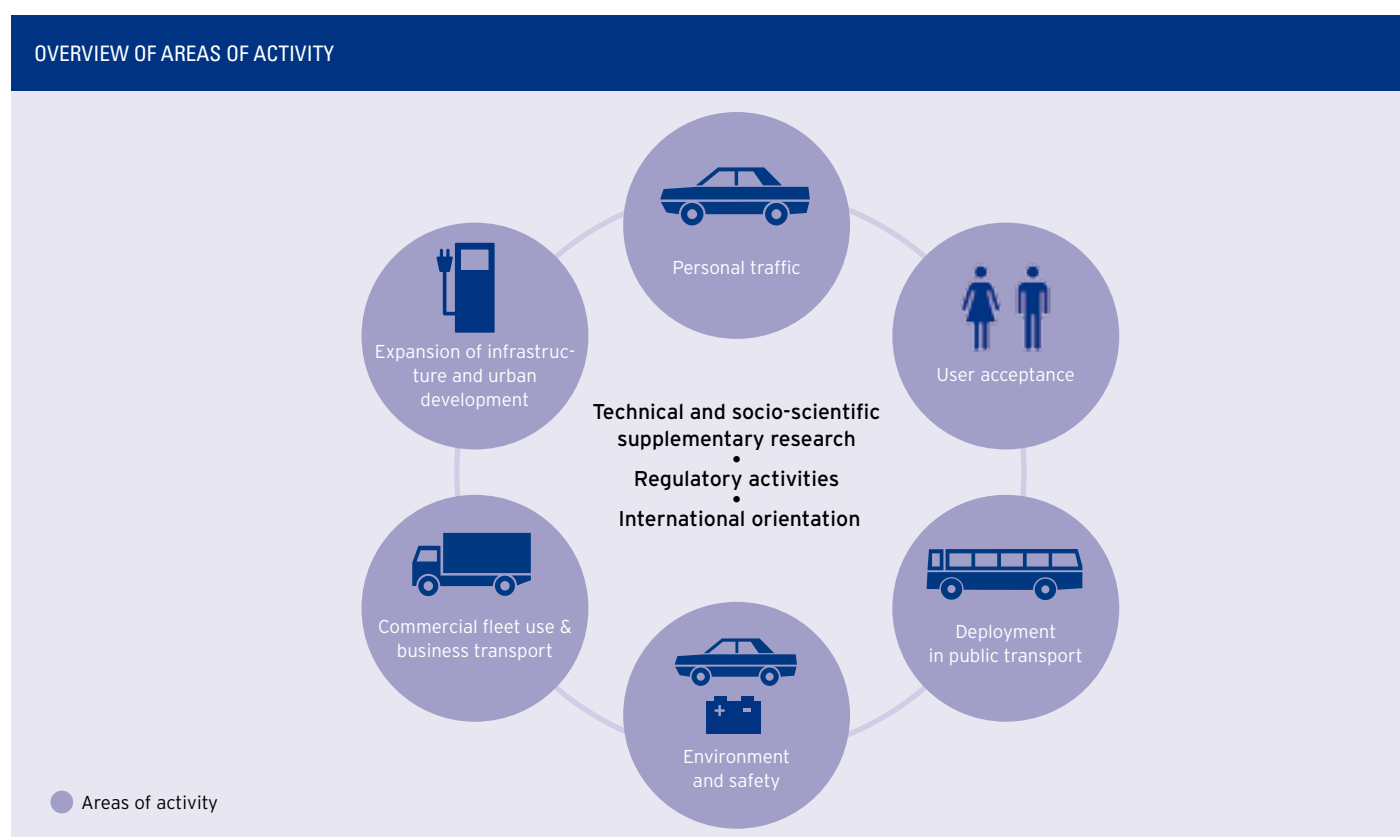 OVERVIEW OF AREAS OF ACTIVITY
Personal traffic
Expansion of infrastruc-
ture and urban
development
User acceptance
Technical and socio-scientific
supplementary research
•
Regulatory activities
•
International orientation
Commercial fleet use &
business transport
Deployment
in public transport
+ -
Environment
and safety
Areas of activity